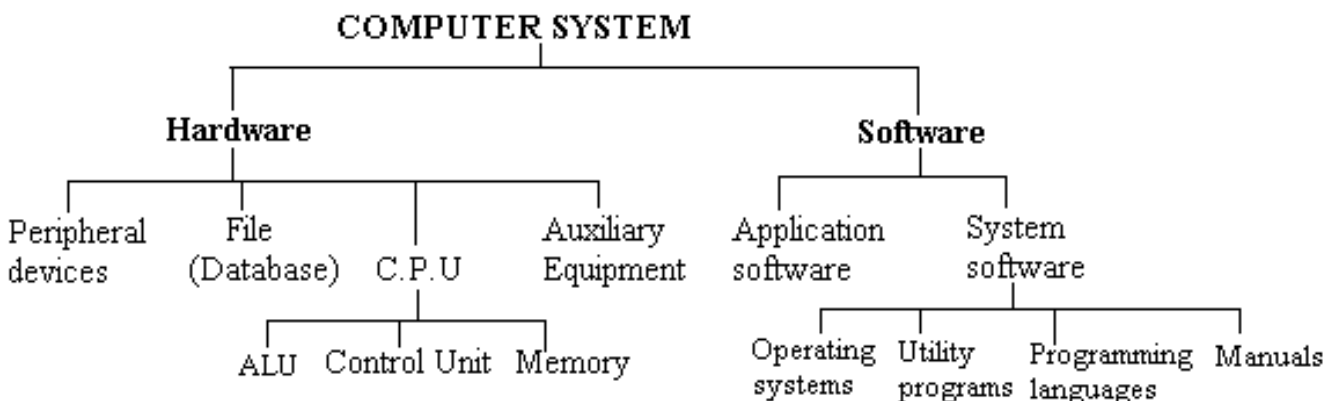 COMPUTER SYSTEM
Hardware
Software
Peripheral
devices
File
(Database)
C.P.U
Auxiliary
Equipment
Application
software
System
software
ALU
Control Unit
Memory
Operating
systems
Utility
programs
Programming
languages
Manuals